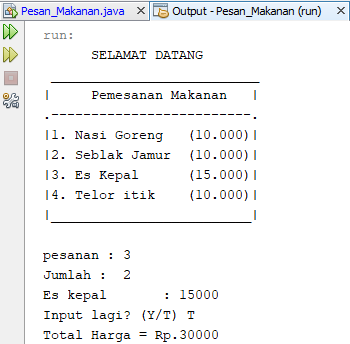 Pesan_Makanan.java Output - Pesan_Makanan (run)
run:
SELAMAT DATANG
Pemesanan Makanan
1. Nasi Goreng (10.000)
2. Seblak Jamur (10.000)
3. Es Kepal (15.000)
4. Telor itik (10.000)
pesanan : 3
Jumlah : 2
Es kepal : 15000
Input lagi? (Y/T) T
Total Harga = Rp.30000